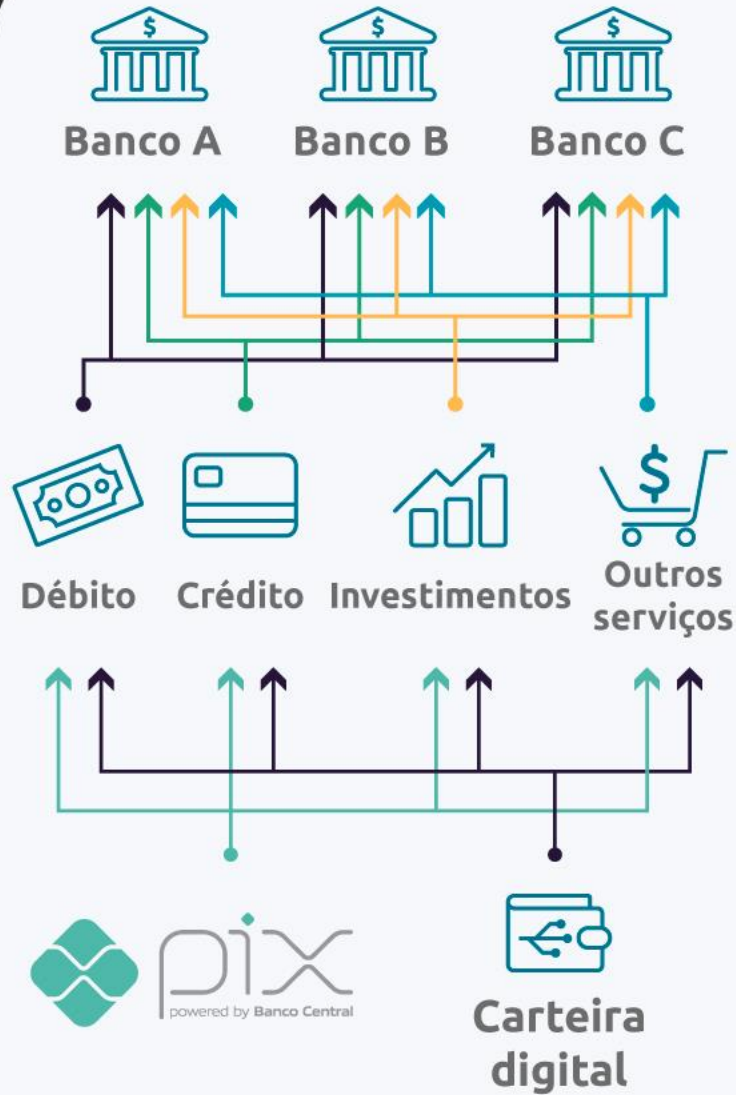 $ $ $
Banco A Banco B Banco C
$
Débito Crédito Investimentos Outros
serviços
pix
powered by Banco Central
Carteira
digital